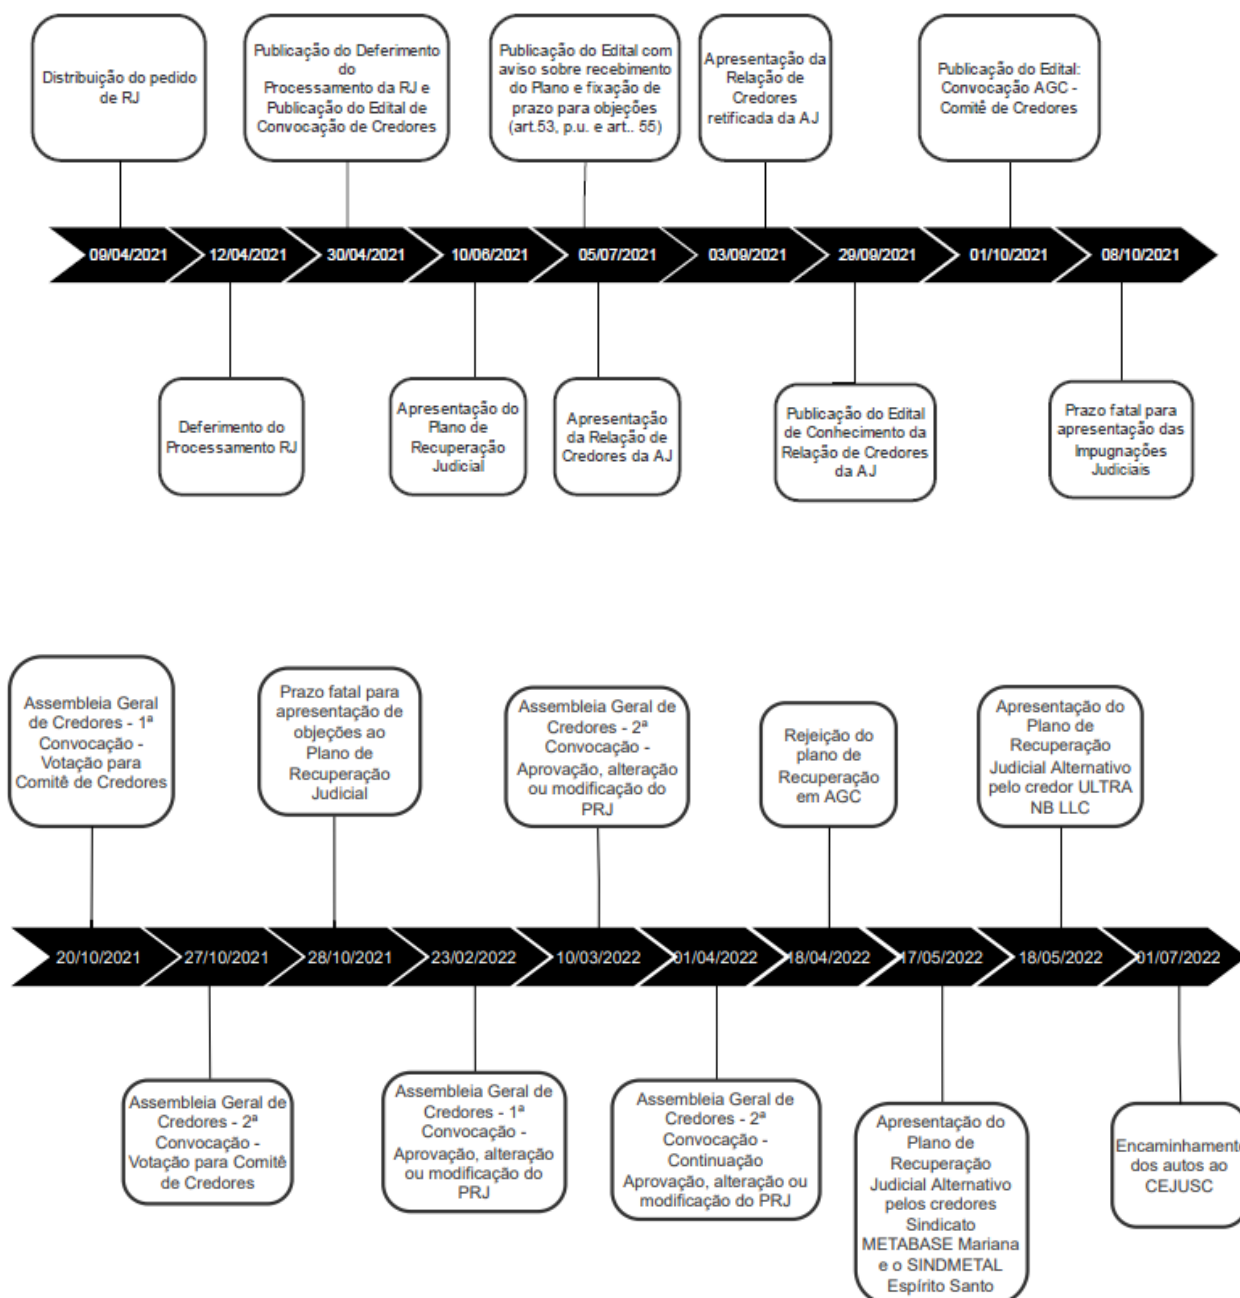 Distribuição do pedido
de RJ
Publicação do Deferimento
do
Processamento da RJ e
Publicação do Edital de
Convocação de Credores
Publicação do Edital com
aviso sobre recebimento
do Plano e fixação de
prazo para objeções
(art.53, p.u. e art.. 55)
Apresentação da
Relação de
Credores
retificada da AJ
Publicação do Edital:
Convocação AGC -
Comitê de Credores
09/04/2021
12/04/2021
30/04/2021
10/06/2021
05/07/2021
03/09/2021
29/09/2021
01/10/2021
08/10/2021
Deferimento do
Processamento RJ
Apresentação do
Plano de
Recuperação
Judicial
Apresentação
da Relação de
Credores da AJ
Publicação do Edital
de Conhecimento da
Relação de Credores
da AJ
Prazo fatal para
apresentação das
Impugnações
Judiciais
Assembleia Geral
de Credores - 1ª
Convocação -
Votação para
Comitê de Credores
Prazo fatal para
apresentação de
objeções ao
Plano de
Recuperação
Judicial
Assembleia Geral de
Credores - 2ª
Convocação -
Aprovação, alteração
ou modificação do
PRJ
Rejeição do
plano de
Recuperação
em AGC
Apresentação do
Plano de
Recuperação
Judicial Alternativo
pelo credor ULTRA
NB LLC
20/10/2021
27/10/2021
28/10/2021
23/02/2022
10/03/2022
01/04/2022
18/04/2022
17/05/2022
18/05/2022
01/07/2022
Assembleia Geral de
Credores - 2ª
Convocação -
Votação para Comitê
de Credores
Assembleia Geral de
Credores - 1ª
Convocação -
Aprovação, alteração
ou modificação do
PRJ
Assembleia Geral de
Credores - 2ª
Convocação -
Continuação
Aprovação, alteração ou
modificação do PRJ
Apresentação do
Plano de
Recuperação
Judicial Alternativo
pelos credores
Sindicato
METABASE Mariana
e o SINDMETAL
Espírito Santo
Encaminhamento
dos autos ao
CEJUSC